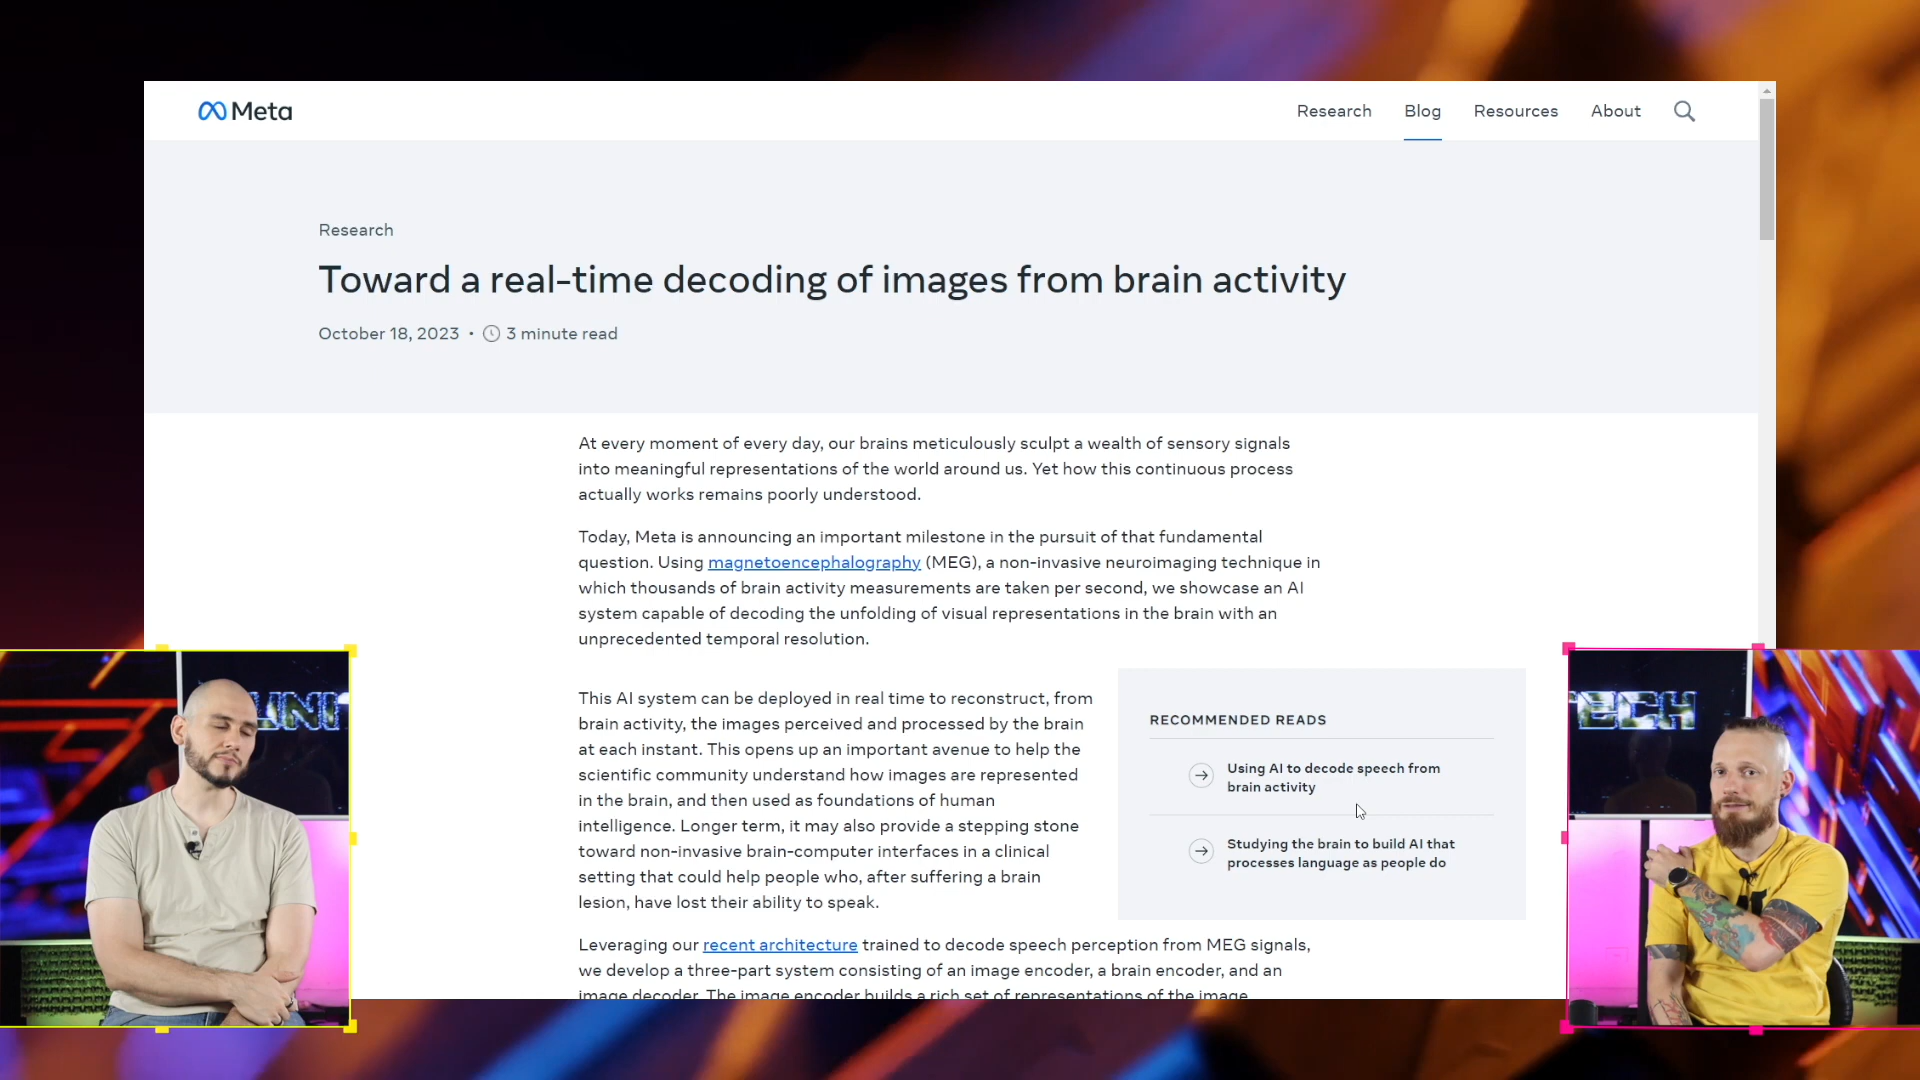 Meta
Research
Blog
Resources
About
Research
Toward a real-time decoding of images from brain activity
October 18, 2023 • 3 minute read
At every moment of every day, our brains meticulously sculpt a wealth of sensory signals
into meaningful representations of the world around us. Yet how this continuous process
actually works remains poorly understood.
Today, Meta is announcing an important milestone in the pursuit of that fundamental
question. Using magnetoencephalography (MEG), a non-invasive neuroimaging technique in
which thousands of brain activity measurements are taken per second, we showcase an AI
system capable of decoding the unfolding of visual representations in the brain with an
unprecedented temporal resolution.
This AI system can be deployed in real time to reconstruct, from
brain activity, the images perceived and processed by the brain
at each instant. This opens up an important avenue to help the
scientific community understand how images are represented
in the brain, and then used as foundations of human
intelligence. Longer term, it may also provide a stepping stone
toward non-invasive brain-computer interfaces in a clinical
setting that could help people who, after suffering a brain
lesion, have lost their ability to speak.
RECOMMENDED READS
Using AI to decode speech from
brain activity
Studying the brain to build AI that
processes language as people do
Leveraging our recent architecture trained to decode speech perception from MEG signals,
we develop a three-part system consisting of an image encoder, a brain encoder, and an
image decoder. The image encoder builds a rich set of representations of the image
UNI
ECH